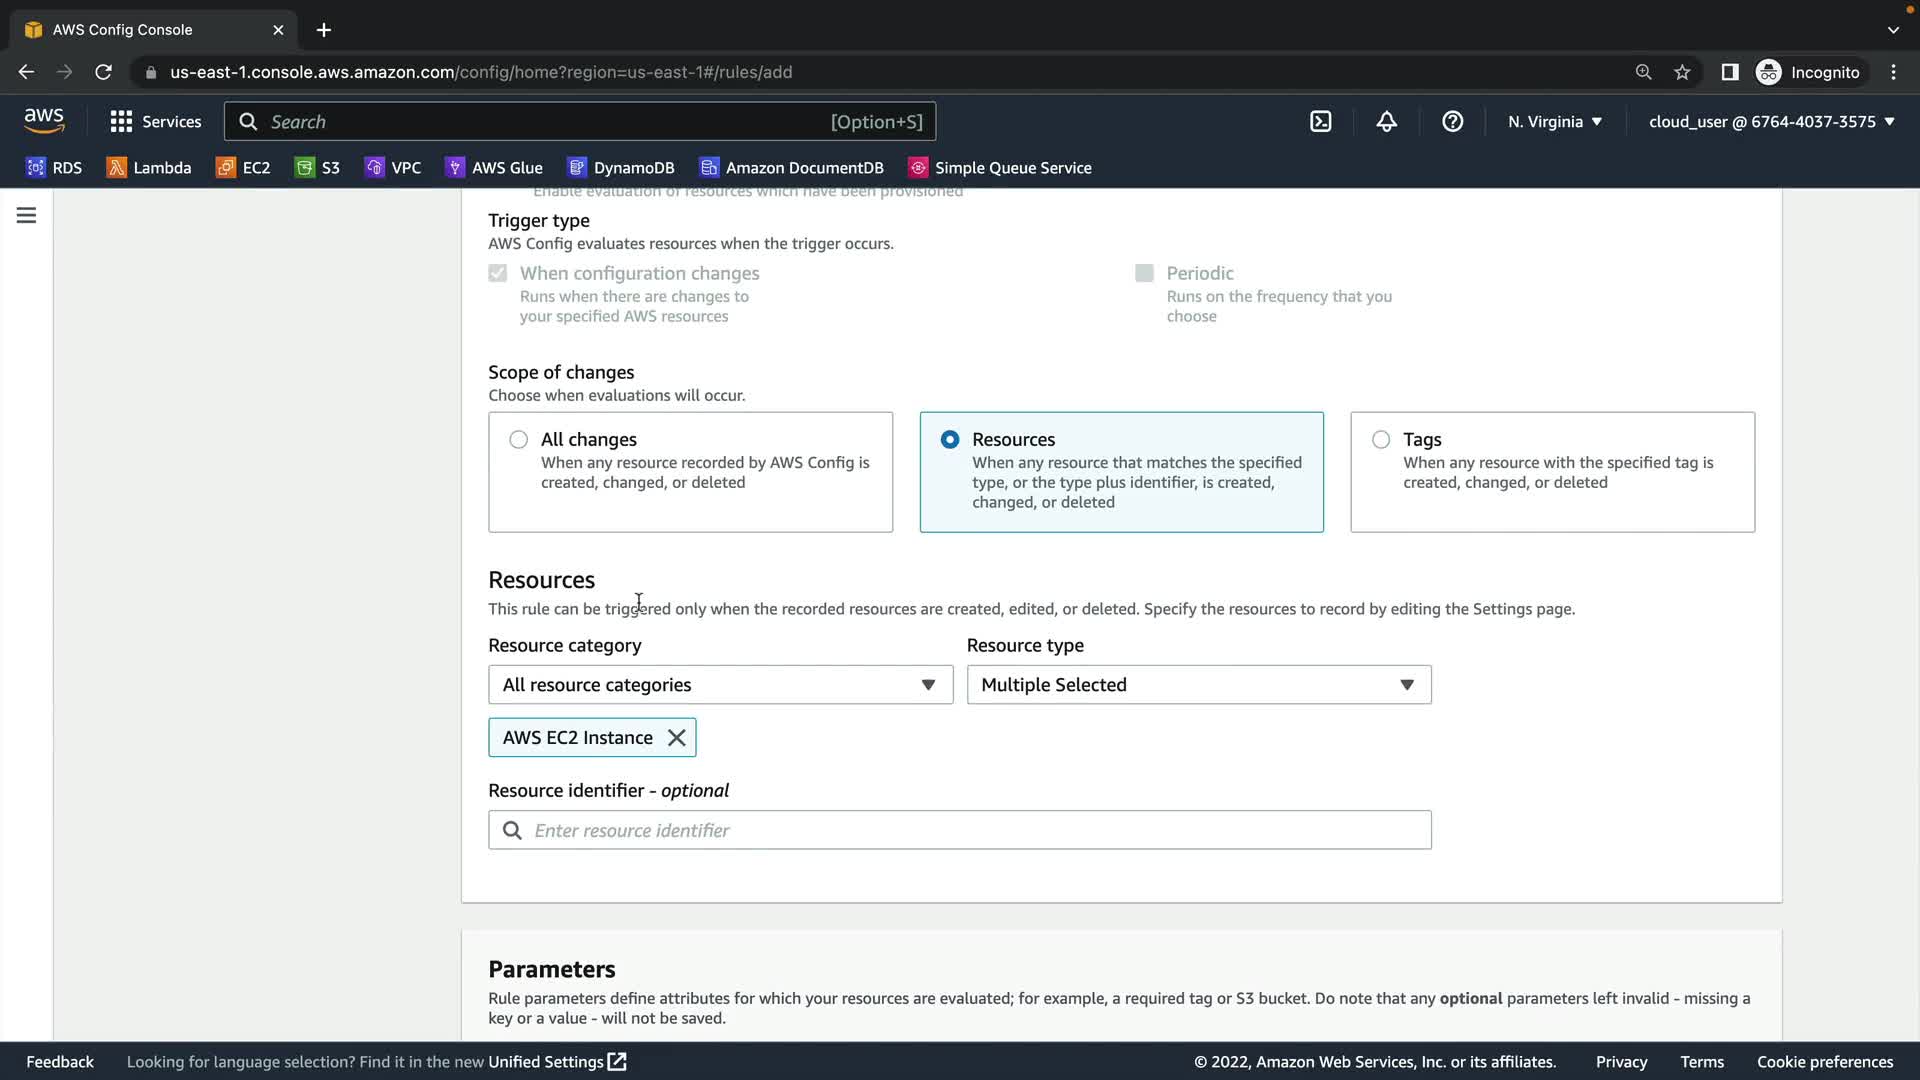 AWS Config Console
us-east-1.console.aws.amazon.com/config/home?region=us-east-1#/rules/add
Incognito
aws
Services
Search
[Option+S]
N. Virginia
cloud_user @ 6764-4037-3575
RDS
Lambda
EC2
S3
VPC
AWS Glue
DynamoDB
Amazon DocumentDB
Simple Queue Service
Enable evaluation of resources which have been provisioned
Trigger type
AWS Config evaluates resources when the trigger occurs.
When configuration changes
Runs when there are changes to
your specified AWS resources
Periodic
Runs on the frequency that you
choose
Scope of changes
Choose when evaluations will occur.
All changes
When any resource recorded by AWS Config is
created, changed, or deleted
Resources
When any resource that matches the specified
type, or the type plus identifier, is created,
changed, or deleted
Tags
When any resource with the specified tag is
created, changed, or deleted
Resources
This rule can be triggered only when the recorded resources are created, edited, or deleted. Specify the resources to record by editing the Settings page.
Resource category
Resource type
All resource categories
Multiple Selected
AWS EC2 Instance
Resource identifier - optional
Enter resource identifier
Parameters
Rule parameters define attributes for which your resources are evaluated; for example, a required tag or S3 bucket. Do note that any optional parameters left invalid - missing a
key or a value - will not be saved.
Feedback
Looking for language selection? Find it in the new Unified Settings
© 2022, Amazon Web Services, Inc. or its affiliates.
Privacy
Terms
Cookie preferences